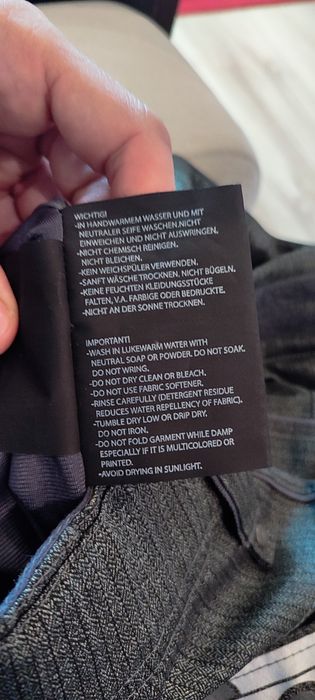 WICHTIG!
-IN HANDWARMEM WASSER UND MIT
NEUTRALER SEIFE WASCHEN.NICHT
EINWEICHEN UND NICHT AUSWRINGEN.
-NICHT CHEMISCH REINIGEN.
NICHT BLEICHEN.
-KEIN WEICHSPÜLER VERWENDEN.
-SANFT WÄSCHE TROCKNEN. NICHT BÜGELN.
-KEINE FEUCHTEN KLEIDUNGSSTÜCKE
FALTEN, V.A. FARBIGE ODER BEDRUCKTE.
-NICHT AN DER SONNE TROCKNEN.
IMPORTANT!
-WASH IN LUKEWARM WATER WITH
NEUTRAL SOAP OR POWDER. DO NOT SOAK.
DO NOT WRING.
-DO NOT DRY CLEAN OR BLEACH.
-DO NOT USE FABRIC SOFTENER.
-RINSE CAREFULLY (DETERGENT RESIDUE
REDUCES WATER REPELLENCY OF FABRIC).
-TUMBLE DRY LOW OR DRIP DRY.
DO NOT IRON.
-DO NOT FOLD GARMENT WHILE DAMP
ESPECIALLY IF IT IS MULTICOLORED OR
PRINTED.
-AVOID DRYING IN SUNLIGHT.